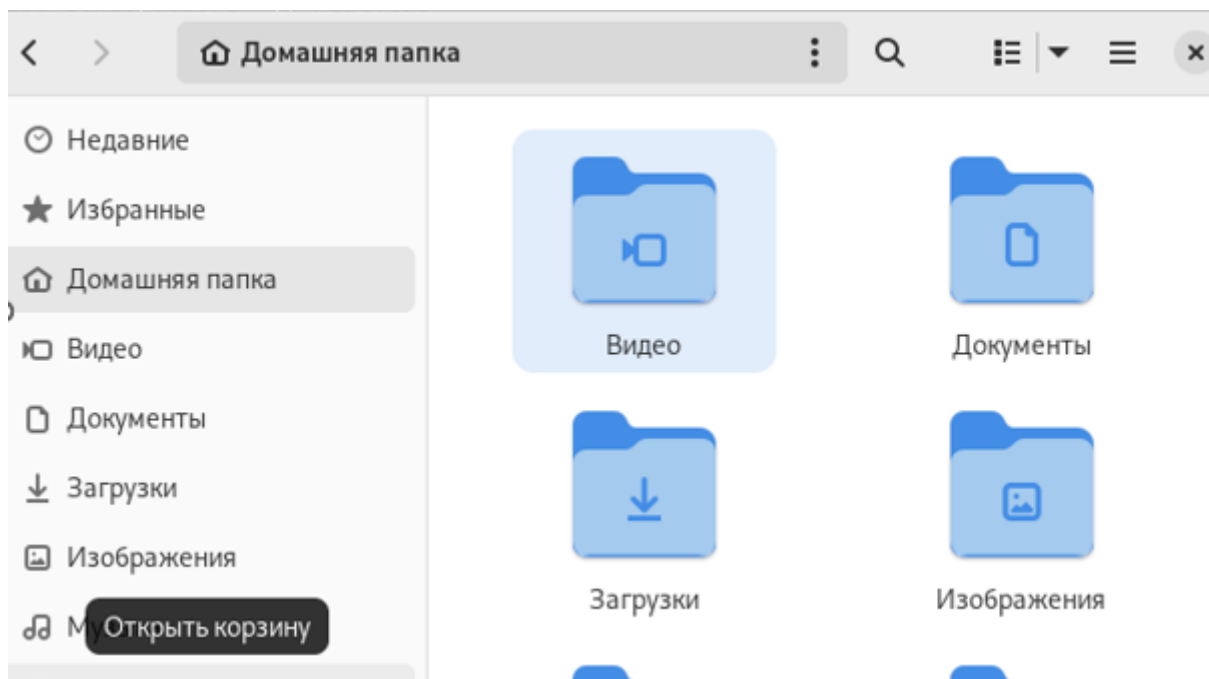 Домашняя папка
Недавние
Избранные
Домашняя папка
Видео
Документы
Загрузки
Изображения
Открыть корзину
Видео
Документы
Загрузки
Изображения